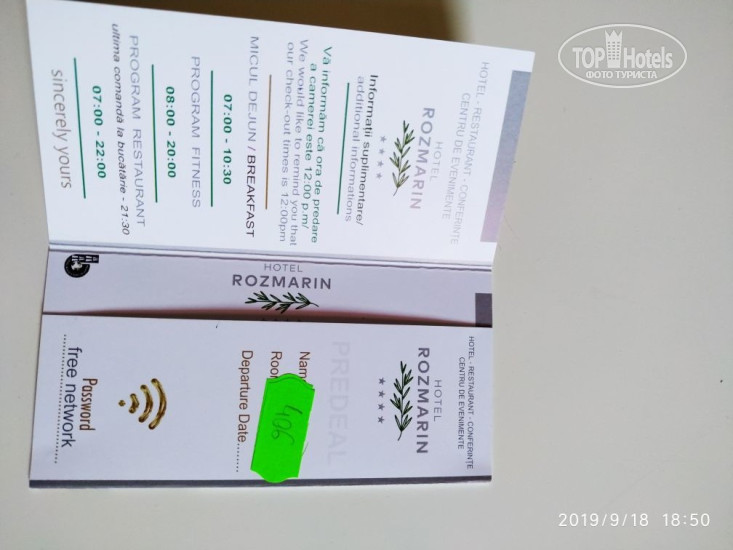 TOP Hotels
ФОТО ТУРИСТА
HOTEL - RESTAURANT - CONFERINȚE
CENTRU DE EVENIMENTE
HOTEL
ROZMARIN
Informații suplimentare/
additional informations
Vă informăm că ora de predare
a camerei este 12:00 p.m/
We would like to remind you that
our check-out times is 12:00pm
MICUL DEJUN / BREAKFAST
07:00 - 10:30
PROGRAM FITNESS
08:00 - 20:00
PROGRAM RESTAURANT
ultima comandă la bucătărie - 21:30
07:00 - 22:00
sincerely yours
HOTEL
ROZMARIN
HOTEL - RESTAURANT - CONFERINȚE
CENTRU DE EVENIMENTE
HOTEL
ROZMARIN
PREDEAL
Nam
Roo
406
Departure Date.........
Password
free network
2019/9/18 18:50